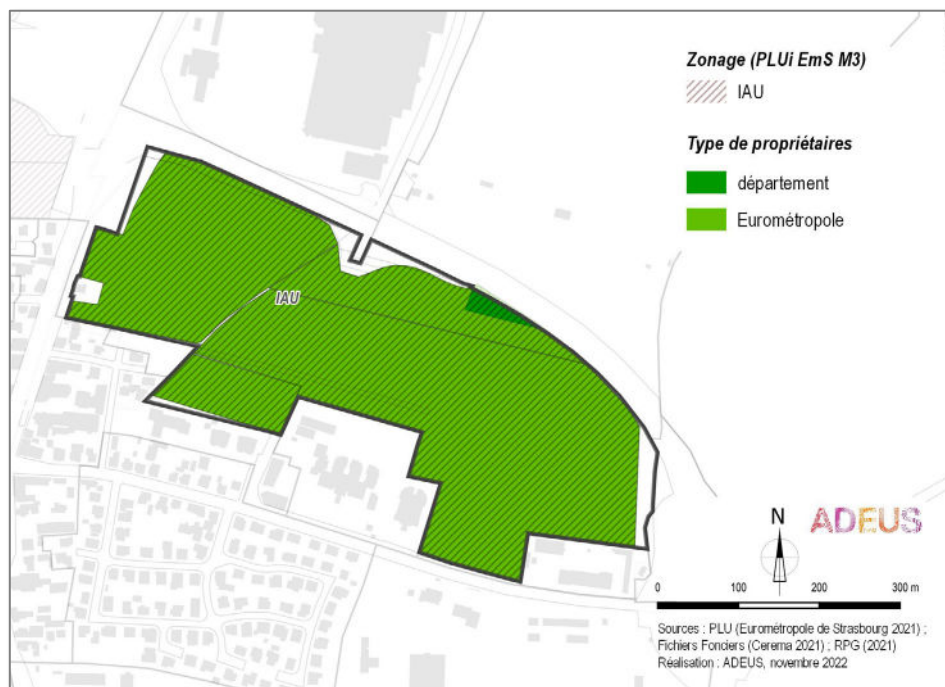 Zonage (PLUi EmS M3)
IAU
Type de propriétaires
département
Eurométropole
IAU
N
ADEUS
0 100 200 300 m
Sources : PLU (Eurométropole de Strasbourg 2021) ;
Fichiers Fonciers (Cerema 2021) ; RPG (2021)
Réalisation : ADEUS, novembre 2022